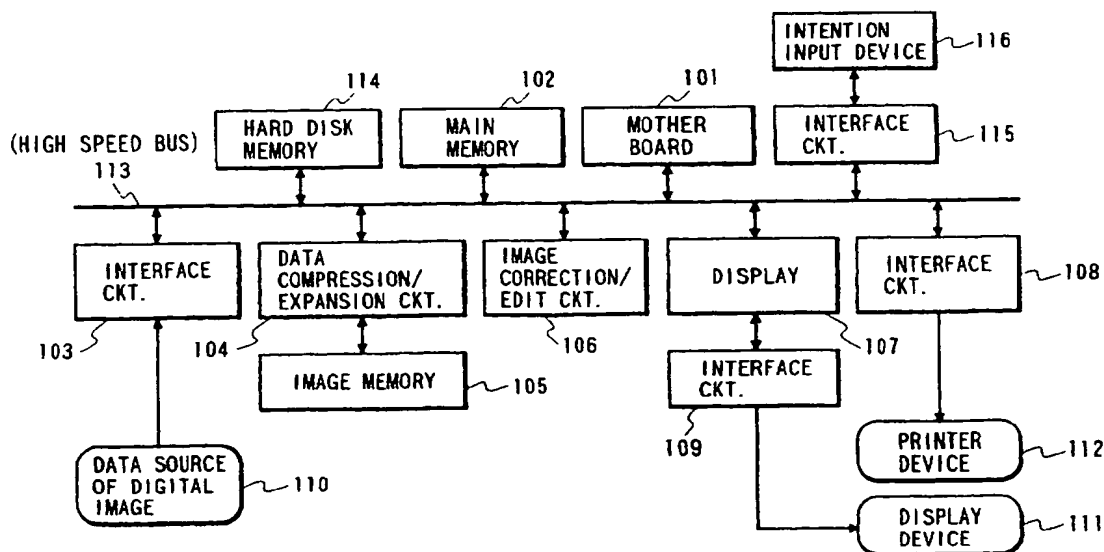 INTENTION
INPUT DEVICE
116
114
102
101
HARD DISK
MEMORY
MAIN
MEMORY
MOTHER
BOARD
INTERFACE
CKT.
115
(HIGH SPEED BUS)
113
INTERFACE
CKT.
103
DATA
COMPRESSION/
EXPANSION CKT.
104
IMAGE
CORRECTION/
EDIT CKT.
106
DISPLAY
107
INTERFACE
CKT.
108
IMAGE MEMORY
105
INTERFACE
CKT.
109
DATA SOURCE
OF DIGITAL
IMAGE
110
PRINTER
DEVICE
112
DISPLAY
DEVICE
111